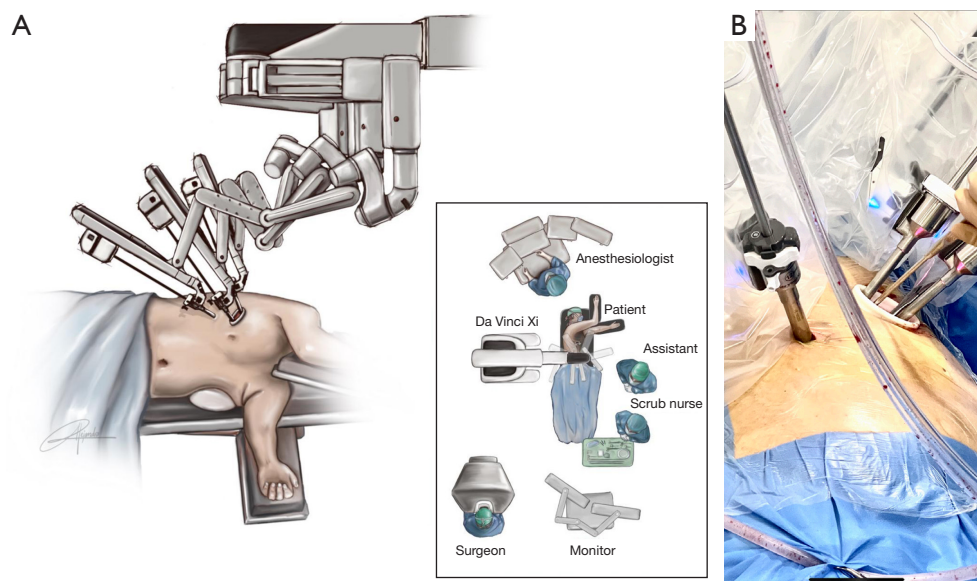 A
B
Anesthesiologist
Patient
Da Vinci Xi
Assistant
Scrub nurse
Surgeon
Monitor